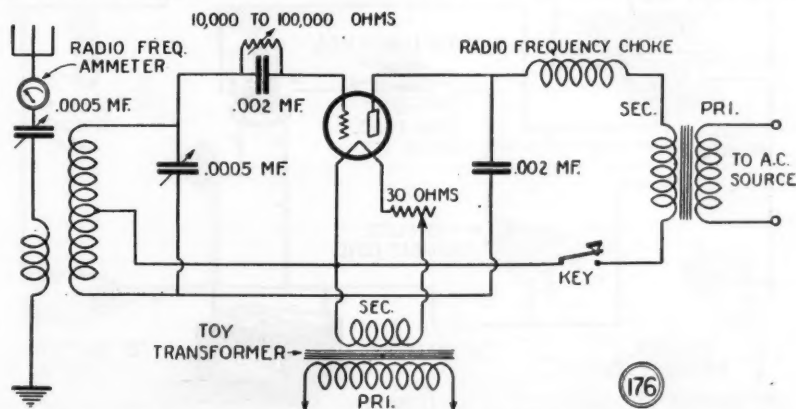 10,000 TO 100,000 OHMS
RADIO FREQ.
AMMETER
RADIO FREQUENCY CHOKE
.0005 MF.
.002 MF.
SEC.
PRI.
.0005 MF.
.002 MF.
TO A.C.
SOURCE
30 OHMS
KEY
SEC.
TOY
TRANSFORMER
PRI.
176